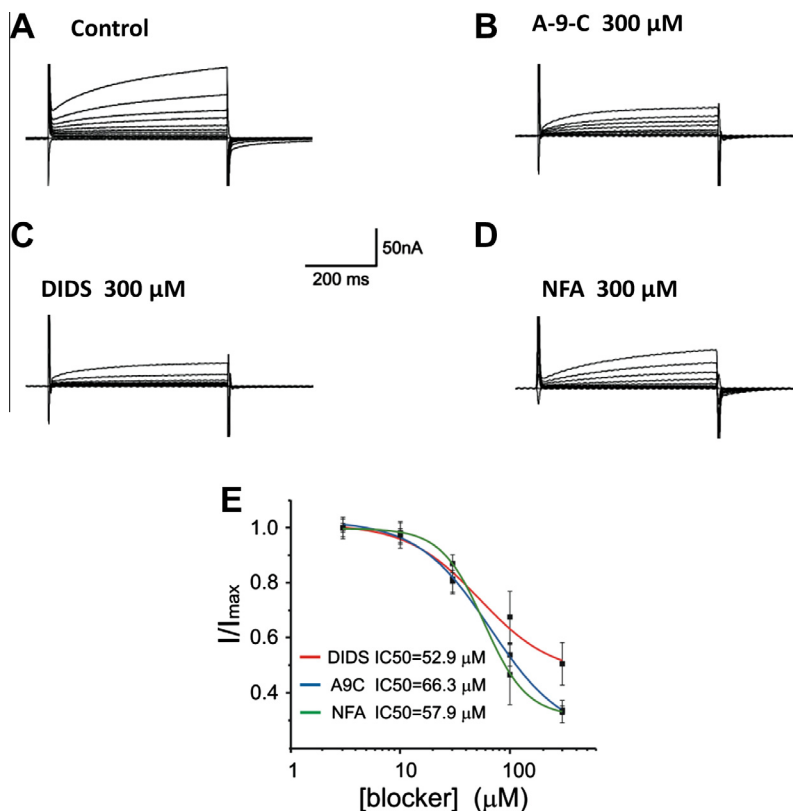 A Control
B A-9-C 300 µM
C
50nA
200 ms
D
DIDS 300 µM
NFA 300 µM
E
I/Imax
1.0
0.8
0.6
0.4
DIDS IC50=52.9 µM
A9C IC50=66.3 µM
NFA IC50=57.9 µM
1 10 100
[blocker] (µM)